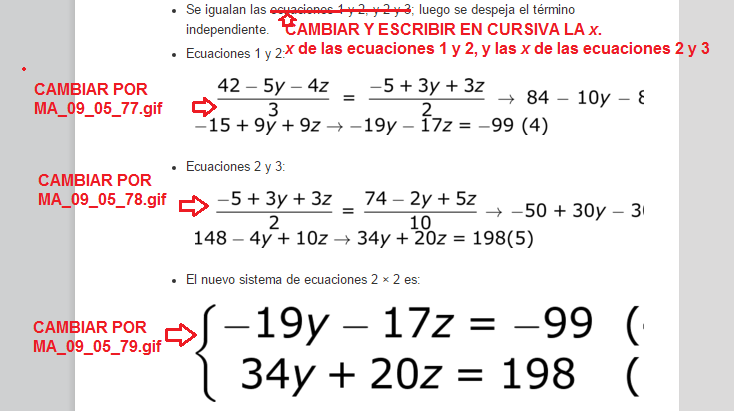 • Se igualan las ecuaciones 1 y 2, y 2 y 3; luego se despeja el término
independiente. CAMBIAR Y ESCRIBIR EN CURSIVA LA x.
• Ecuaciones 1 y 2: x de las ecuaciones 1 y 2, y las x de las ecuaciones 2 y 3
CAMBIAR POR
MA_09_05_77.gif
42 − 5y − 4z / 3 = −5 + 3y + 3z / 2 → 84 − 10y − 8
−15 + 9y + 9z → −19y − 17z = −99 (4)
• Ecuaciones 2 y 3:
CAMBIAR POR
MA_09_05_78.gif
−5 + 3y + 3z / 2 = 74 − 2y + 5z / 10 → −50 + 30y − 30
148 − 4y + 10z → 34y + 20z = 198(5)
• El nuevo sistema de ecuaciones 2 × 2 es:
CAMBIAR POR
MA_09_05_79.gif
−19y − 17z = −99 (
34y + 20z = 198 (